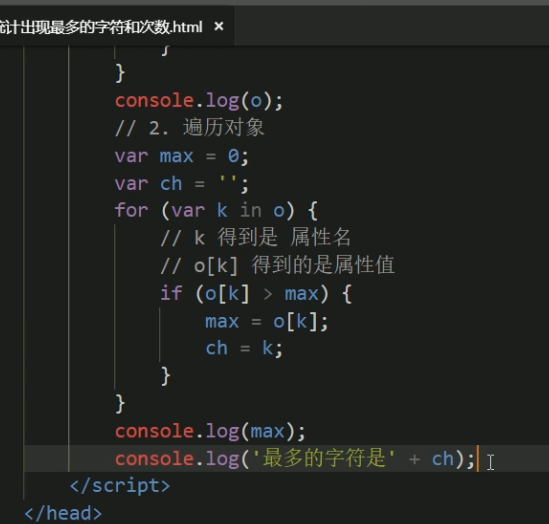 统计出现最多的字符和次数.html ×
}
}
console.log(o);
// 2. 遍历对象
var max = 0;
var ch = '';
for (var k in o) {
// k 得到是 属性名
// o[k] 得到的是属性值
if (o[k] > max) {
max = o[k];
ch = k;
}
}
console.log(max);
console.log('最多的字符是' + ch);
</script>
</head>